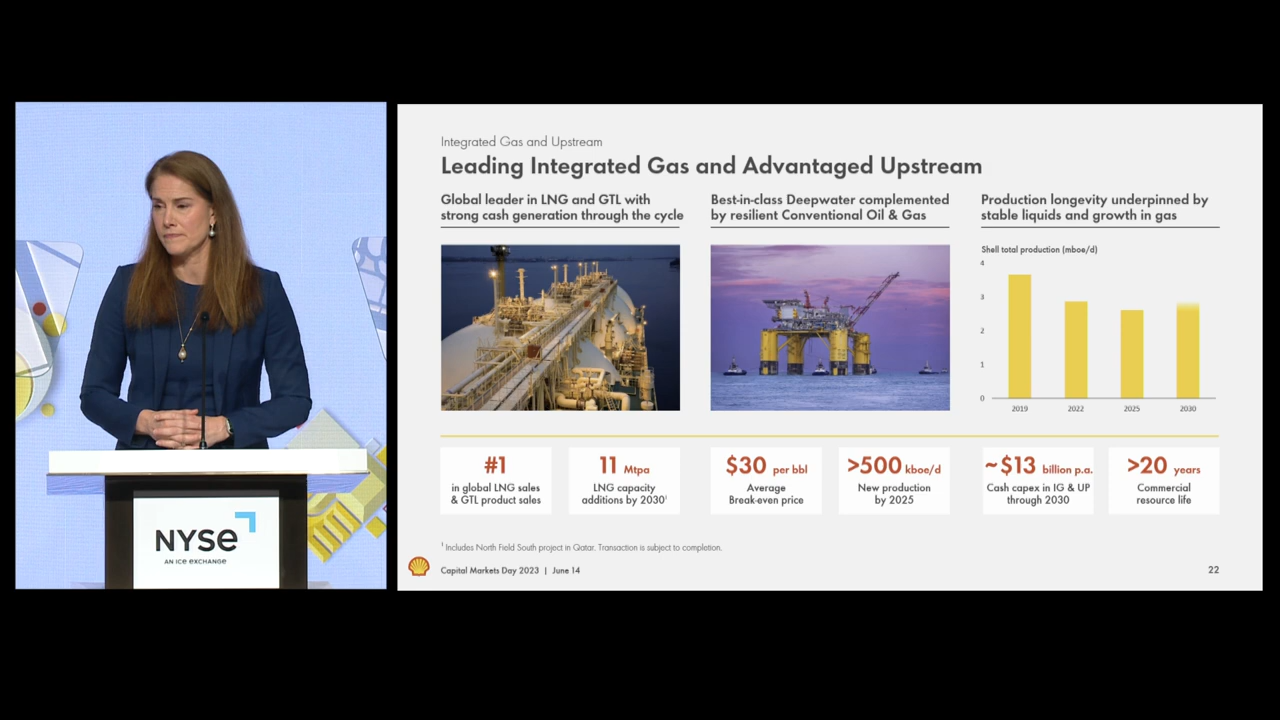 NYSE
AN ICE EXCHANGE
Integrated Gas and Upstream
Leading Integrated Gas and Advantaged Upstream
Global leader in LNG and GTL with
strong cash generation through the cycle
Best-in-class Deepwater complemented
by resilient Conventional Oil & Gas
Production longevity underpinned by
stable liquids and growth in gas
Shell total production (mboe/d)
4
3
2
1
0
2019 2022 2025 2030
#1
in global LNG sales
& GTL product sales
11 Mtpa
LNG capacity
additions by 2030¹
$30 per bbl
Average
Break-even price
>500 kboe/d
New production
by 2025
~$13 billion p.a.
Cash capex in IG & UP
through 2030
>20 years
Commercial
resource life
¹ Includes North Field South project in Qatar. Transaction is subject to completion.
Capital Markets Day 2023 | June 14
22